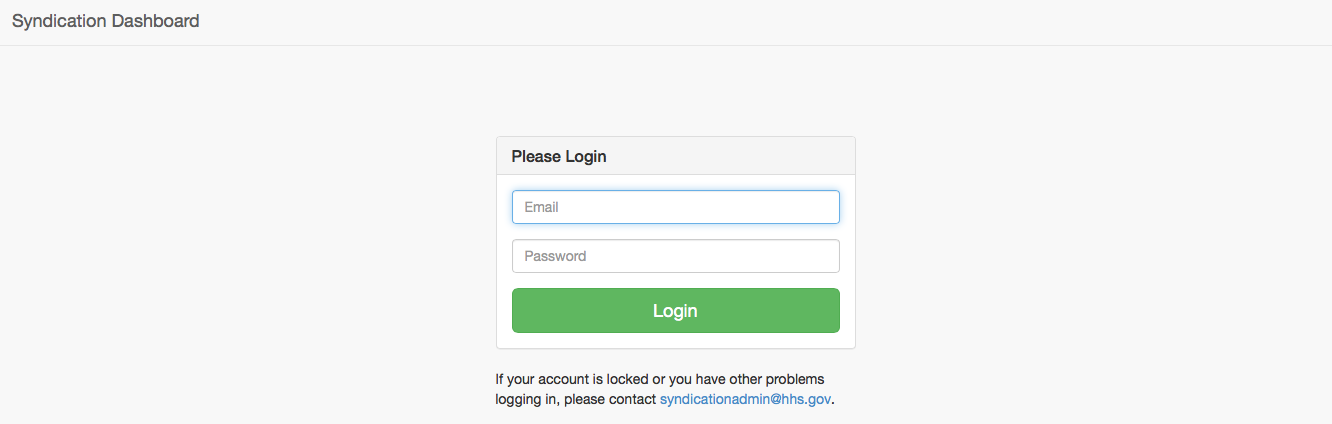 Syndication Dashboard
Please Login
Email
Password
Login
If your account is locked or you have other problems
logging in, please contact syndicationadmin@hhs.gov.